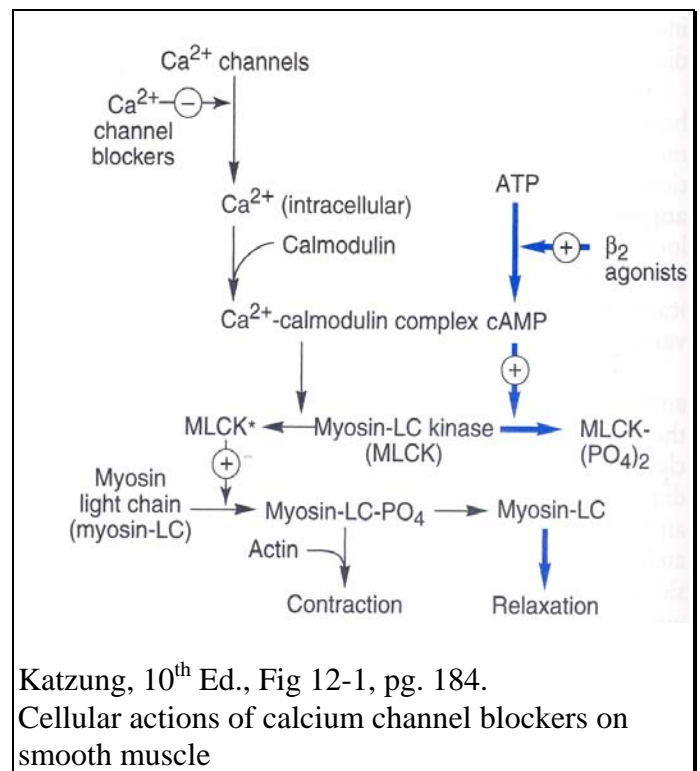 Ca²⁺ channels
Ca²⁺
channel
blockers
−
Ca²⁺ (intracellular)
Calmodulin
ATP
+
β₂
agonists
Ca²⁺-calmodulin complex
cAMP
+
MLCK*
Myosin-LC kinase
(MLCK)
MLCK-
(PO₄)₂
+
Myosin
light chain
(myosin-LC)
Myosin-LC-PO₄
Myosin-LC
Actin
Contraction
Relaxation
Katzung, 10ᵗʰ Ed., Fig 12-1, pg. 184.
Cellular actions of calcium channel blockers on
smooth muscle